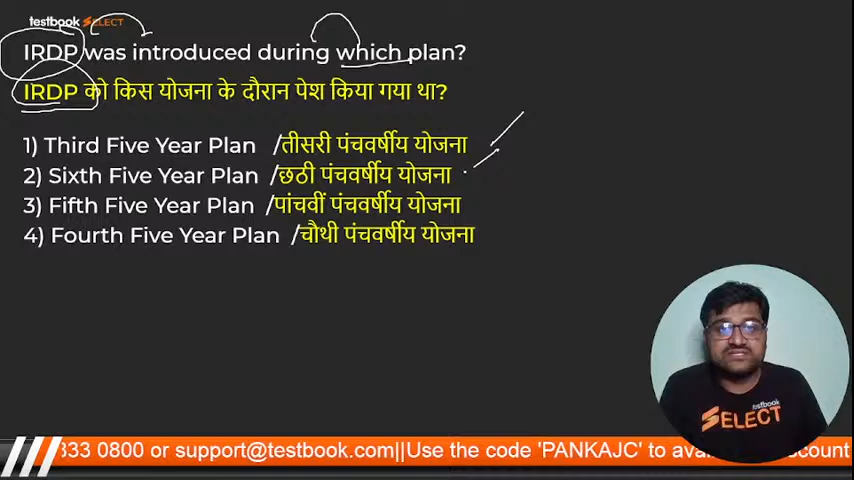 testbook SELECT
IRDP was introduced during which plan?
IRDP को किस योजना के दौरान पेश किया गया था?
1) Third Five Year Plan /तीसरी पंचवर्षीय योजना
2) Sixth Five Year Plan /छठी पंचवर्षीय योजना
3) Fifth Five Year Plan /पांचवीं पंचवर्षीय योजना
4) Fourth Five Year Plan /चौथी पंचवर्षीय योजना
testbook
SELECT
333 0800 or support@testbook.com||Use the code 'PANKAJC' to count